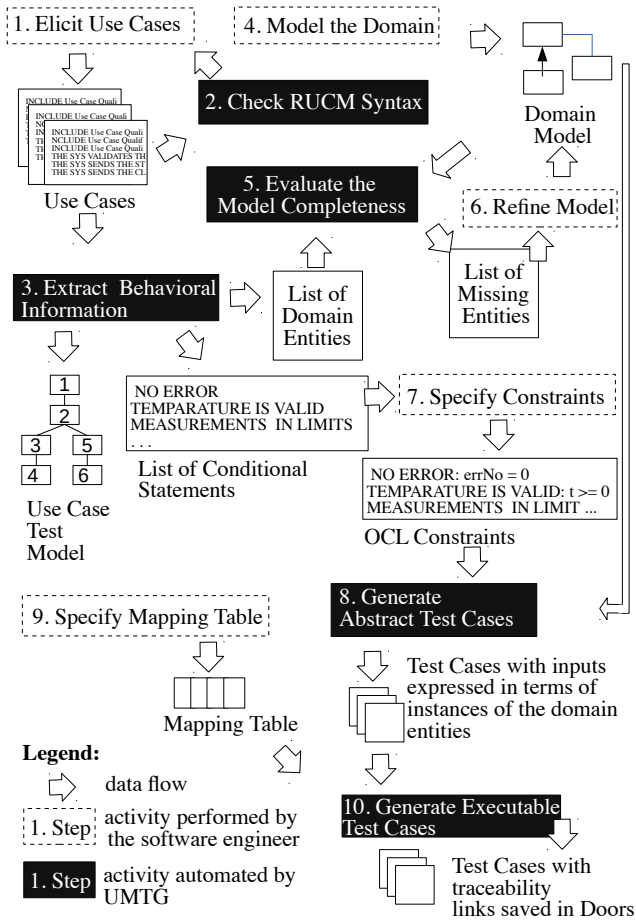 1. Elicit Use Cases
4. Model the Domain
2. Check RUCM Syntax
Domain
Model
INCLUDE Use Case Quali
INCLUDE Use Case Quali
INCLUDE Use Case Quali
NCLUDE Use Case Qualif
INCLUDE Use Case Quali
THE SYS VALIDATES TH
THE SYS SENDS THE ST
THE SYS SENDS THE CL
Use Cases
5. Evaluate the
Model Completeness
6. Refine Model
3. Extract Behavioral
Information
List of
Domain
Entities
List of
Missing
Entities
1
2
3
5
4
6
Use Case
Test
Model
NO ERROR
TEMPARATURE IS VALID
MEASUREMENTS IN LIMITS
. . .
List of Conditional
Statements
7. Specify Constraints
NO ERROR: errNo = 0
TEMPARATURE IS VALID: t >= 0
MEASUREMENTS IN LIMIT ...
OCL Constraints
8. Generate
Abstract Test Cases
9. Specify Mapping Table
Mapping Table
Test Cases with inputs
expressed in terms of
instances of the domain
entities
Legend:
data flow
1. Step
activity performed by
the software engineer
1. Step
activity automated by
UMTG
10. Generate Executable
Test Cases
Test Cases with
traceability
links saved in Doors